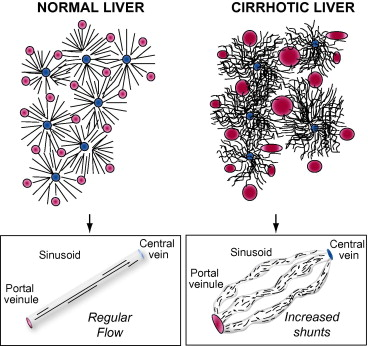 NORMAL LIVER
CIRRHOTIC LIVER
Sinusoid
Central
vein
Portal
veinule
Regular
Flow
Sinusoid
Central
vein
Portal
veinule
Increased
shunts